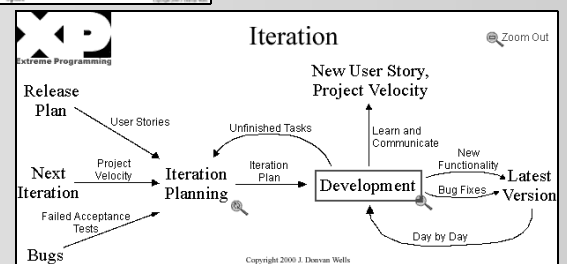 XP
Extreme Programming
Iteration
Zoom Out
New User Story,
Project Velocity
Release
Plan
User Stories
Unfinished Tasks
Learn and
Communicate
Next
Iteration
Project
Velocity
Iteration
Planning
Iteration
Plan
Development
New
Functionality
Bug Fixes
Latest
Version
Failed Acceptance
Tests
Bugs
Day by Day
Copyright 2000 J. Donvan Wells